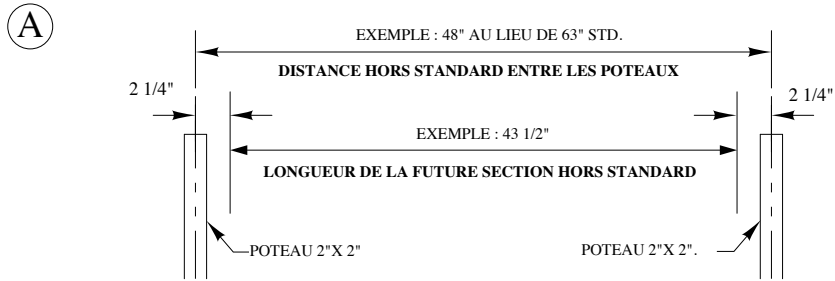 A
EXEMPLE : 48" AU LIEU DE 63" STD.
DISTANCE HORS STANDARD ENTRE LES POTEAUX
2 1/4"
2 1/4"
EXEMPLE : 43 1/2"
LONGUEUR DE LA FUTURE SECTION HORS STANDARD
POTEAU 2"X 2"
POTEAU 2"X 2".